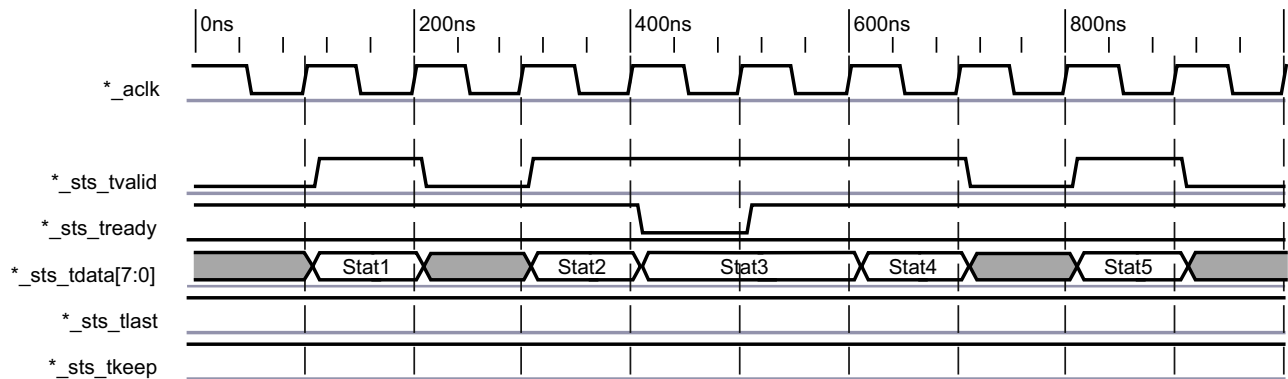 0ns 200ns 400ns 600ns 800ns
*_aclk
*_sts_tvalid
*_sts_tready
*_sts_tdata[7:0] Stat1 Stat2 Stat3 Stat4 Stat5
*_sts_tlast
*_sts_tkeep